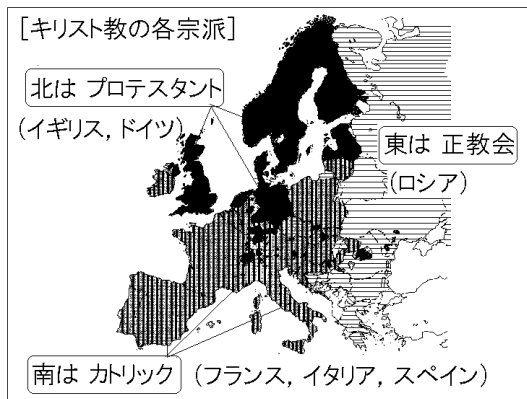 [キリスト教の各宗派]
北は プロテスタント
(イギリス, ドイツ)
東は 正教会
(ロシア)
南は カトリック (フランス, イタリア, スペイン)